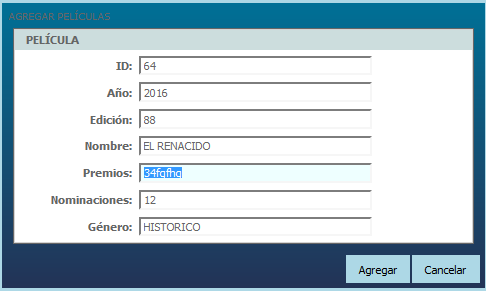 AGREGAR PELÍCULAS
PELÍCULA
ID: 64
Año: 2016
Edición: 88
Nombre: EL RENACIDO
Premios: 34fgfhg
Nominaciones: 12
Género: HISTORICO
Agregar Cancelar